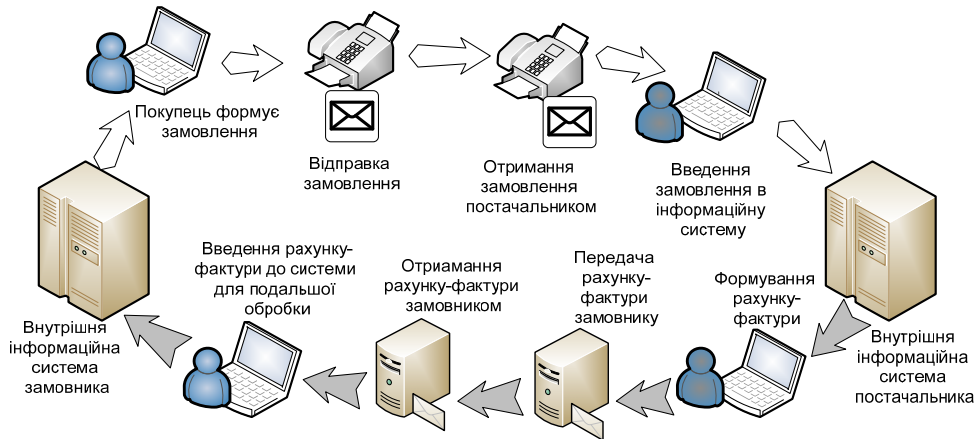 Покупець формує
замовлення
Відправка
замовлення
Отримання
замовлення
постачальником
Введення
замовлення в
інформаційну
систему
Внутрішня
інформаційна
система
постачальника
Формування
рахунку-
фактури
Передача
рахунку-
фактури
замовнику
Отриамання
рахунку-фактури
замовником
Введення рахунку-
фактури до системи
для подальшої
обробки
Внутрішня
інформаційна
система
замовника